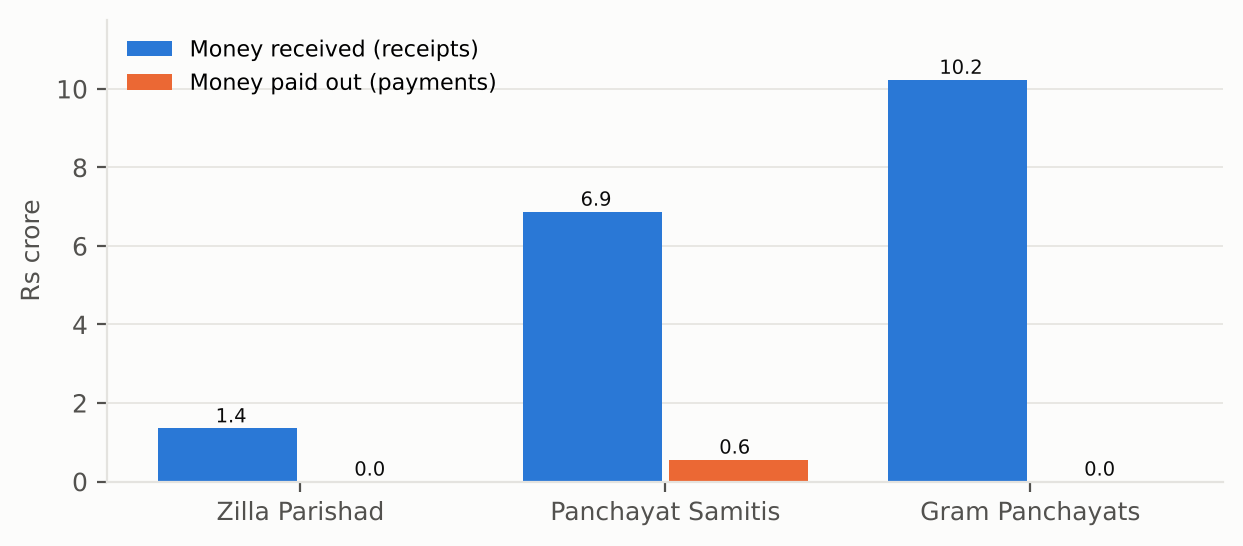 Money received (receipts)
Money paid out (payments)
Rs crore
10
8
6
4
2
0
1.4
0.0
6.9
0.6
10.2
0.0
Zilla Parishad
Panchayat Samitis
Gram Panchayats